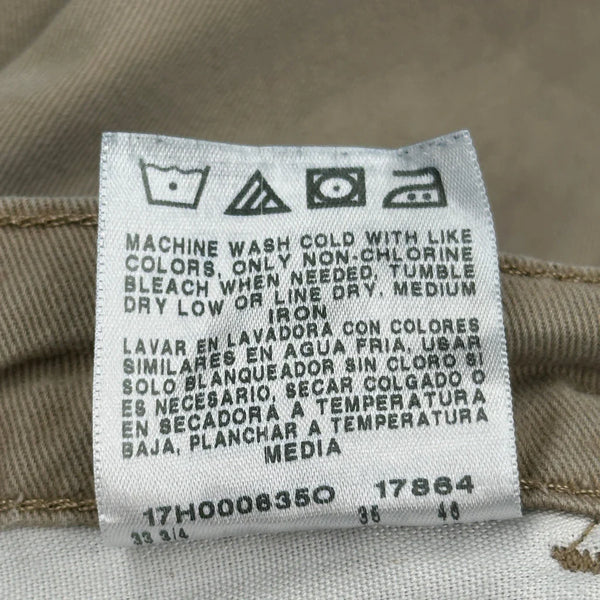 MACHINE WASH COLD WITH LIKE
COLORS, ONLY NON-CHLORINE
BLEACH WHEN NEEDED, TUMBLE
DRY LOW OR LINE DRY, MEDIUM
IRON
LAVAR EN LAVADORA CON COLORES
SIMILARES EN AGUA FRIA, USAR
SOLO BLANQUEADOR SIN CLORO SI
ES NECESARIO, SECAR COLGADO O
EN SECADORA A TEMPERATURA
BAJA, PLANCHAR A TEMPERATURA
MEDIA
17H0006350 17864
33 3/4 35 46